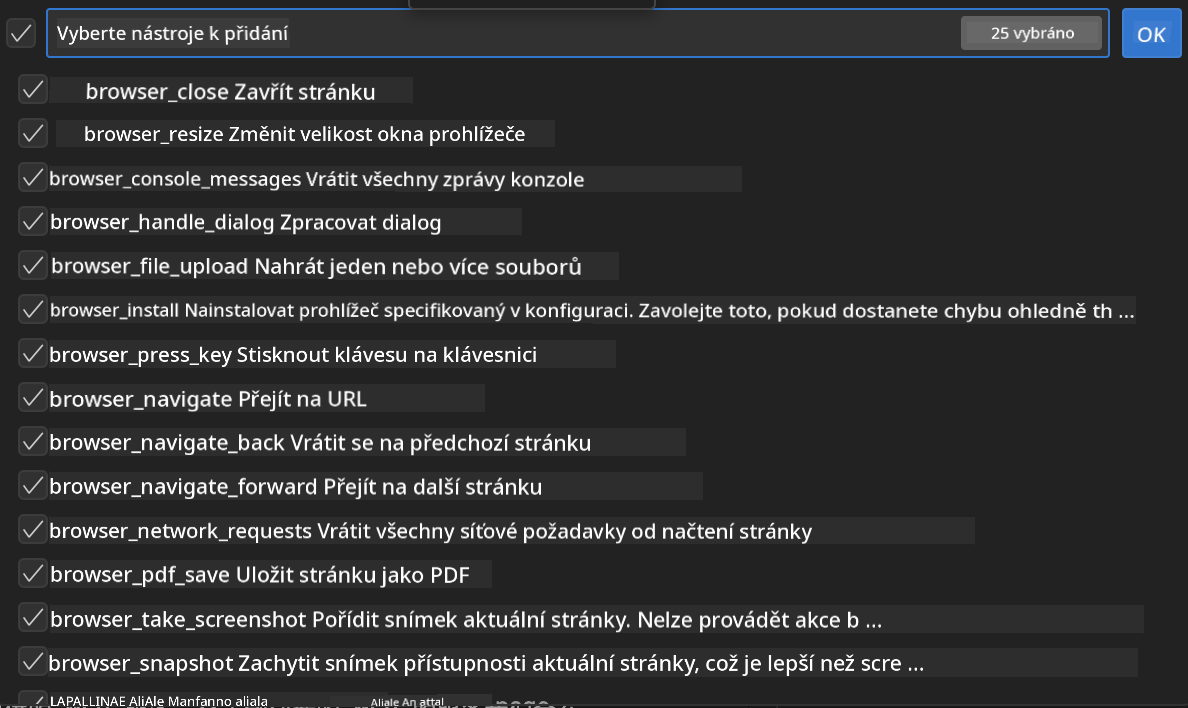 Vyberte nástroje k přidání
25 vybráno
OK
browser_close Zavřít stránku
browser_resize Změnit velikost okna prohlížeče
browser_console_messages Vrátit všechny zprávy konzole
browser_handle_dialog Zpracovat dialog
browser_file_upload Nahrát jeden nebo více souborů
browser_install Nainstalovat prohlížeč specifikovaný v konfiguraci. Zavolejte toto, pokud dostanete chybu ohledně th ...
browser_press_key Stisknout klávesu na klávesnici
browser_navigate Přejít na URL
browser_navigate_back Vrátit se na předchozí stránku
browser_navigate_forward Přejít na další stránku
browser_network_requests Vrátit všechny síťové požadavky od načtení stránky
browser_pdf_save Uložit stránku jako PDF
browser_take_screenshot Pořídit snímek aktuální stránky. Nelze provádět akce b ...
browser_snapshot Zachytit snímek přístupnosti aktuální stránky, což je lepší než scre ...
LAPALLINAE AliAle Manfanno aliala